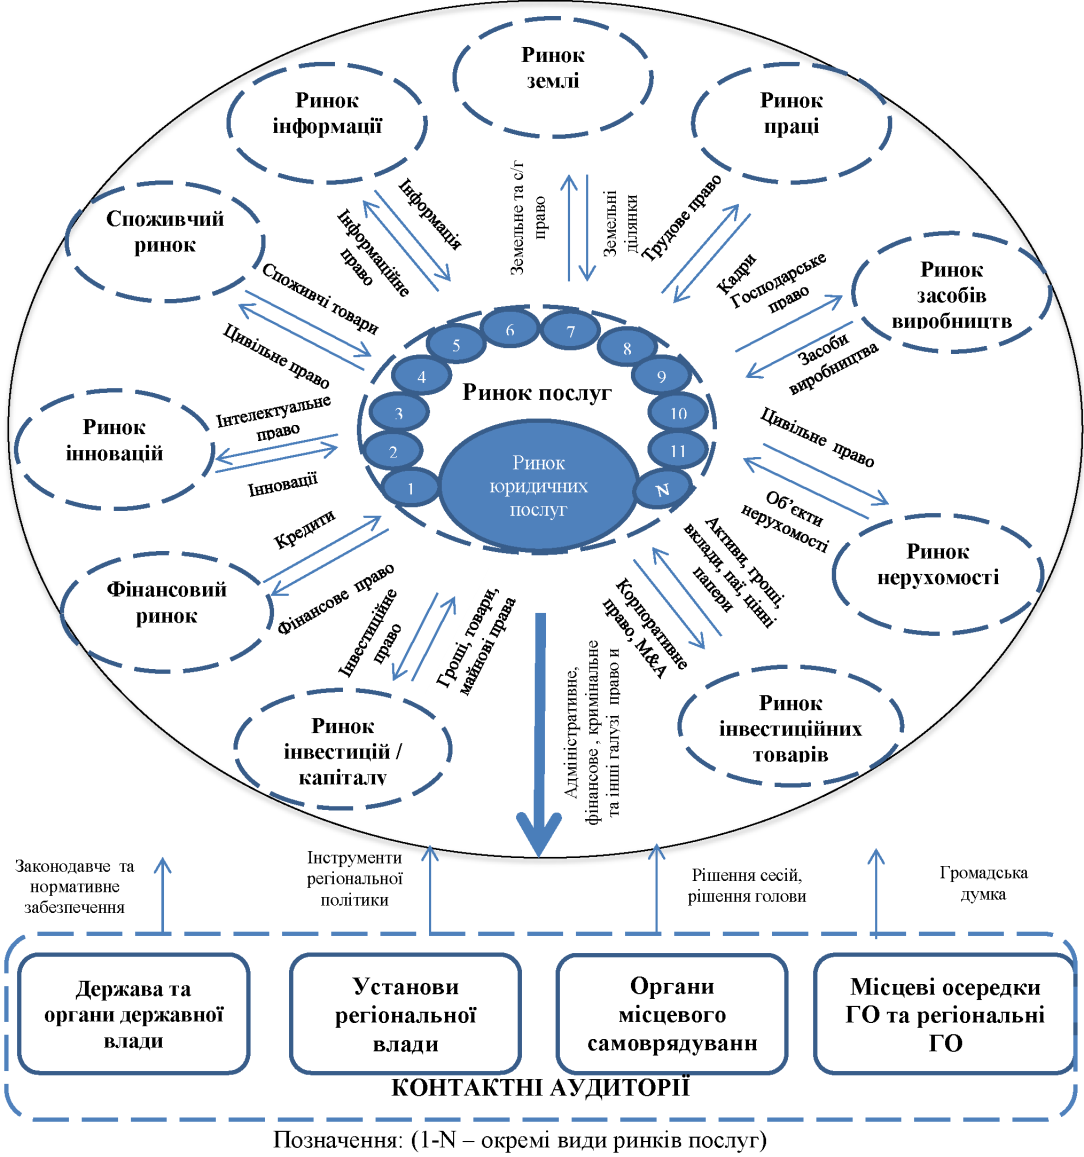 Ринок
землі
Ринок
інформації
Ринок
праці
Споживчий
ринок
Ринок
засобів
виробництв
Ринок
інновацій
Ринок
нерухомості
Фінансовий
ринок
Ринок
інвестицій /
капіталу
Ринок
інвестиційних
товарів
Інформація
Інформаційне
право
Земельне та с/г
право
Земельні
ділянки
Трудове право
Кадри
Господарське
право
Засоби
виробництва
Споживчі товари
Цивільне право
Інтелектуальне
право
Інновації
Кредити
Фінансове право
Інвестиційне
право
Гроші, товари,
майнові права
Цивільне право
Об’єкти
нерухомості
Активи, гроші,
вклади, паї, цінні
папери
Корпоративне
право, M&A
Адміністративне,
фінансове , кримінальне
та інші галузі право и
Ринок послуг
1
2
3
4
5
6
7
8
9
10
11
N
Ринок
юридичних
послуг
Законодавче та
нормативне
забезпечення
Інструменти
регіональної
політики
Рішення сесій,
рішення голови
Громадська
думка
Держава та
органи державної
влади
Установи
регіональної
влади
Органи
місцевого
самоврядуванн
Місцеві осередки
ГО та регіональні
ГО
КОНТАКТНІ АУДИТОРІЇ
Позначення: (1-N – окремі види ринків послуг)